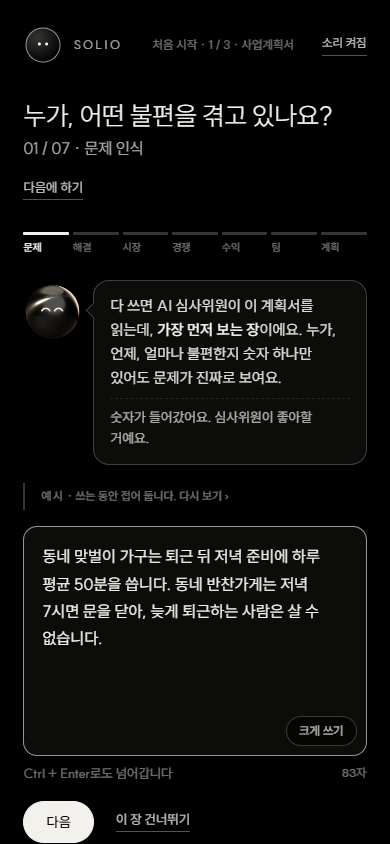 SOLIO
처음 시작 · 1 / 3 · 사업계획서
소리 켜짐
누가, 어떤 불편을 겪고 있나요?
01 / 07 · 문제 인식
다음에 하기
문제 해결 시장 경쟁 수익 팀 계획
다 쓰면 AI 심사위원이 이 계획서를
읽는데, 가장 먼저 보는 장이에요. 누가,
언제, 얼마나 불편한지 숫자 하나만
있어도 문제가 진짜로 보여요.
숫자가 들어갔어요. 심사위원이 좋아할
거예요.
예시 · 쓰는 동안 접어 둡니다. 다시 보기 ›
동네 맞벌이 가구는 퇴근 뒤 저녁 준비에 하루
평균 50분을 씁니다. 동네 반찬가게는 저녁
7시면 문을 닫아, 늦게 퇴근하는 사람은 살 수
없습니다.
크게 쓰기
Ctrl + Enter로도 넘어갑니다
83자
다음
이 장 건너뛰기